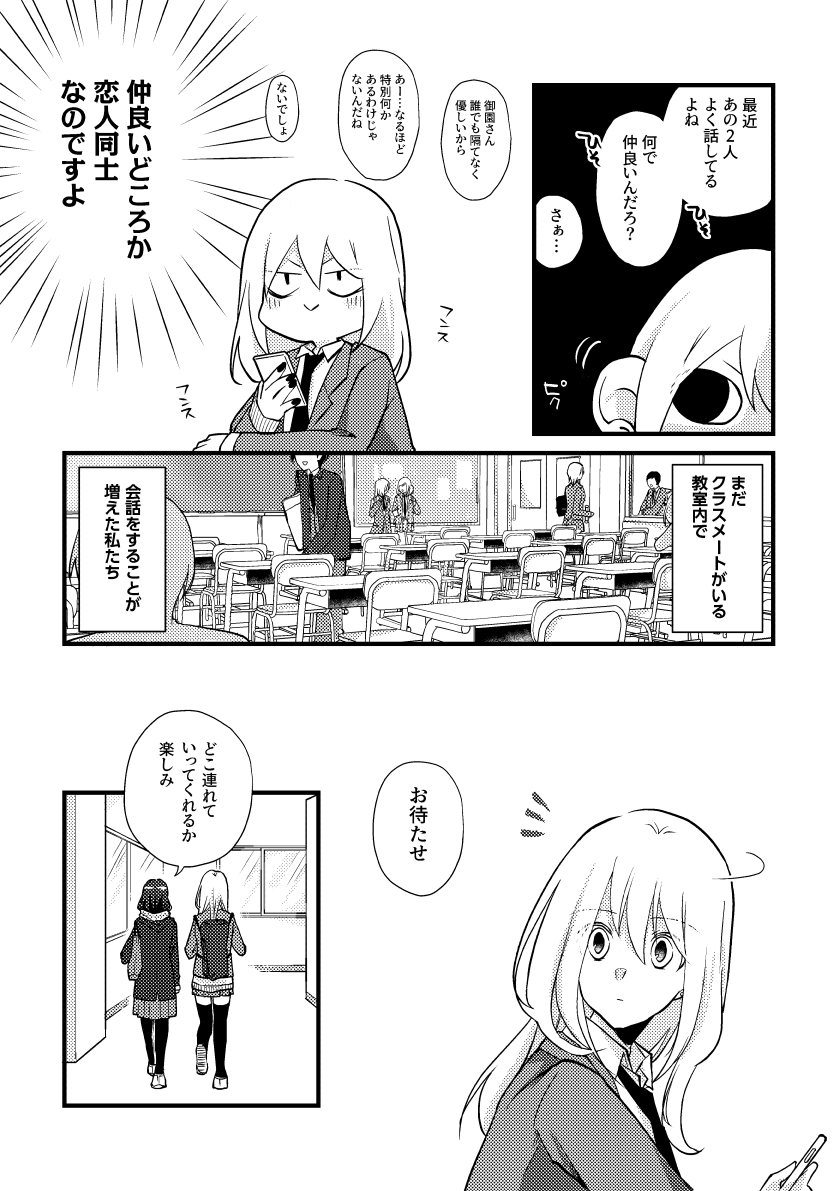 最近
あの2人
よく話してる
よね
ひそ
何で
仲良いんだろ?
ひそ
さぁ…
ピク
御園さん
誰でも隔てなく
優しいから
あー…なるほど
特別何か
あるわけじゃ
ないんだね
ないでしょ
仲良いどころか
恋人同士
なのですよ
フンス
フンス
まだ
クラスメートがいる
教室内で
会話をすることが
増えた私たち
お待たせ
どこ連れて
いってくれるか
楽しみ